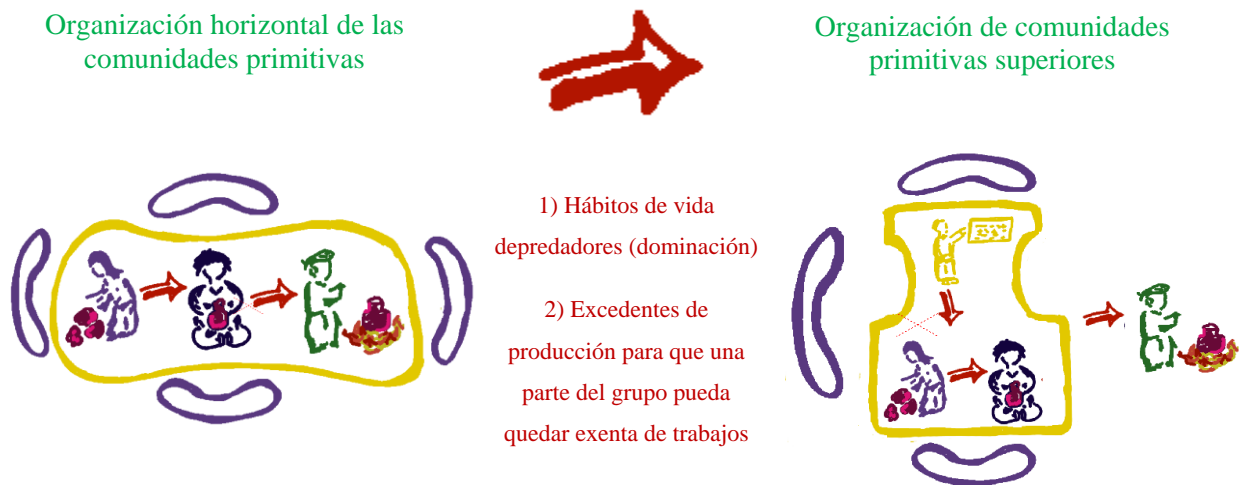 Organización horizontal de las
comunidades primitivas
Organización de comunidades
primitivas superiores
1) Hábitos de vida
depredadores (dominación)
2) Excedentes de
producción para que una
parte del grupo pueda
quedar exenta de trabajos